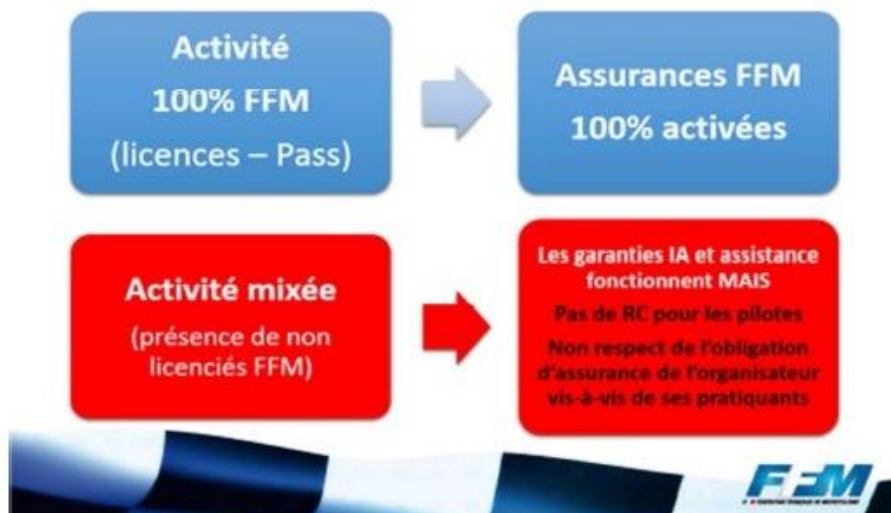 Activité
100% FFM
(licences – Pass)
Assurances FFM
100% activées
Activité mixée
(présence de non
licenciés FFM)
Les garanties IA et assistance
fonctionnent MAIS
Pas de RC pour les pilotes
Non respect de l'obligation
d'assurance de l'organisateur
vis-à-vis de ses pratiquants
FFM